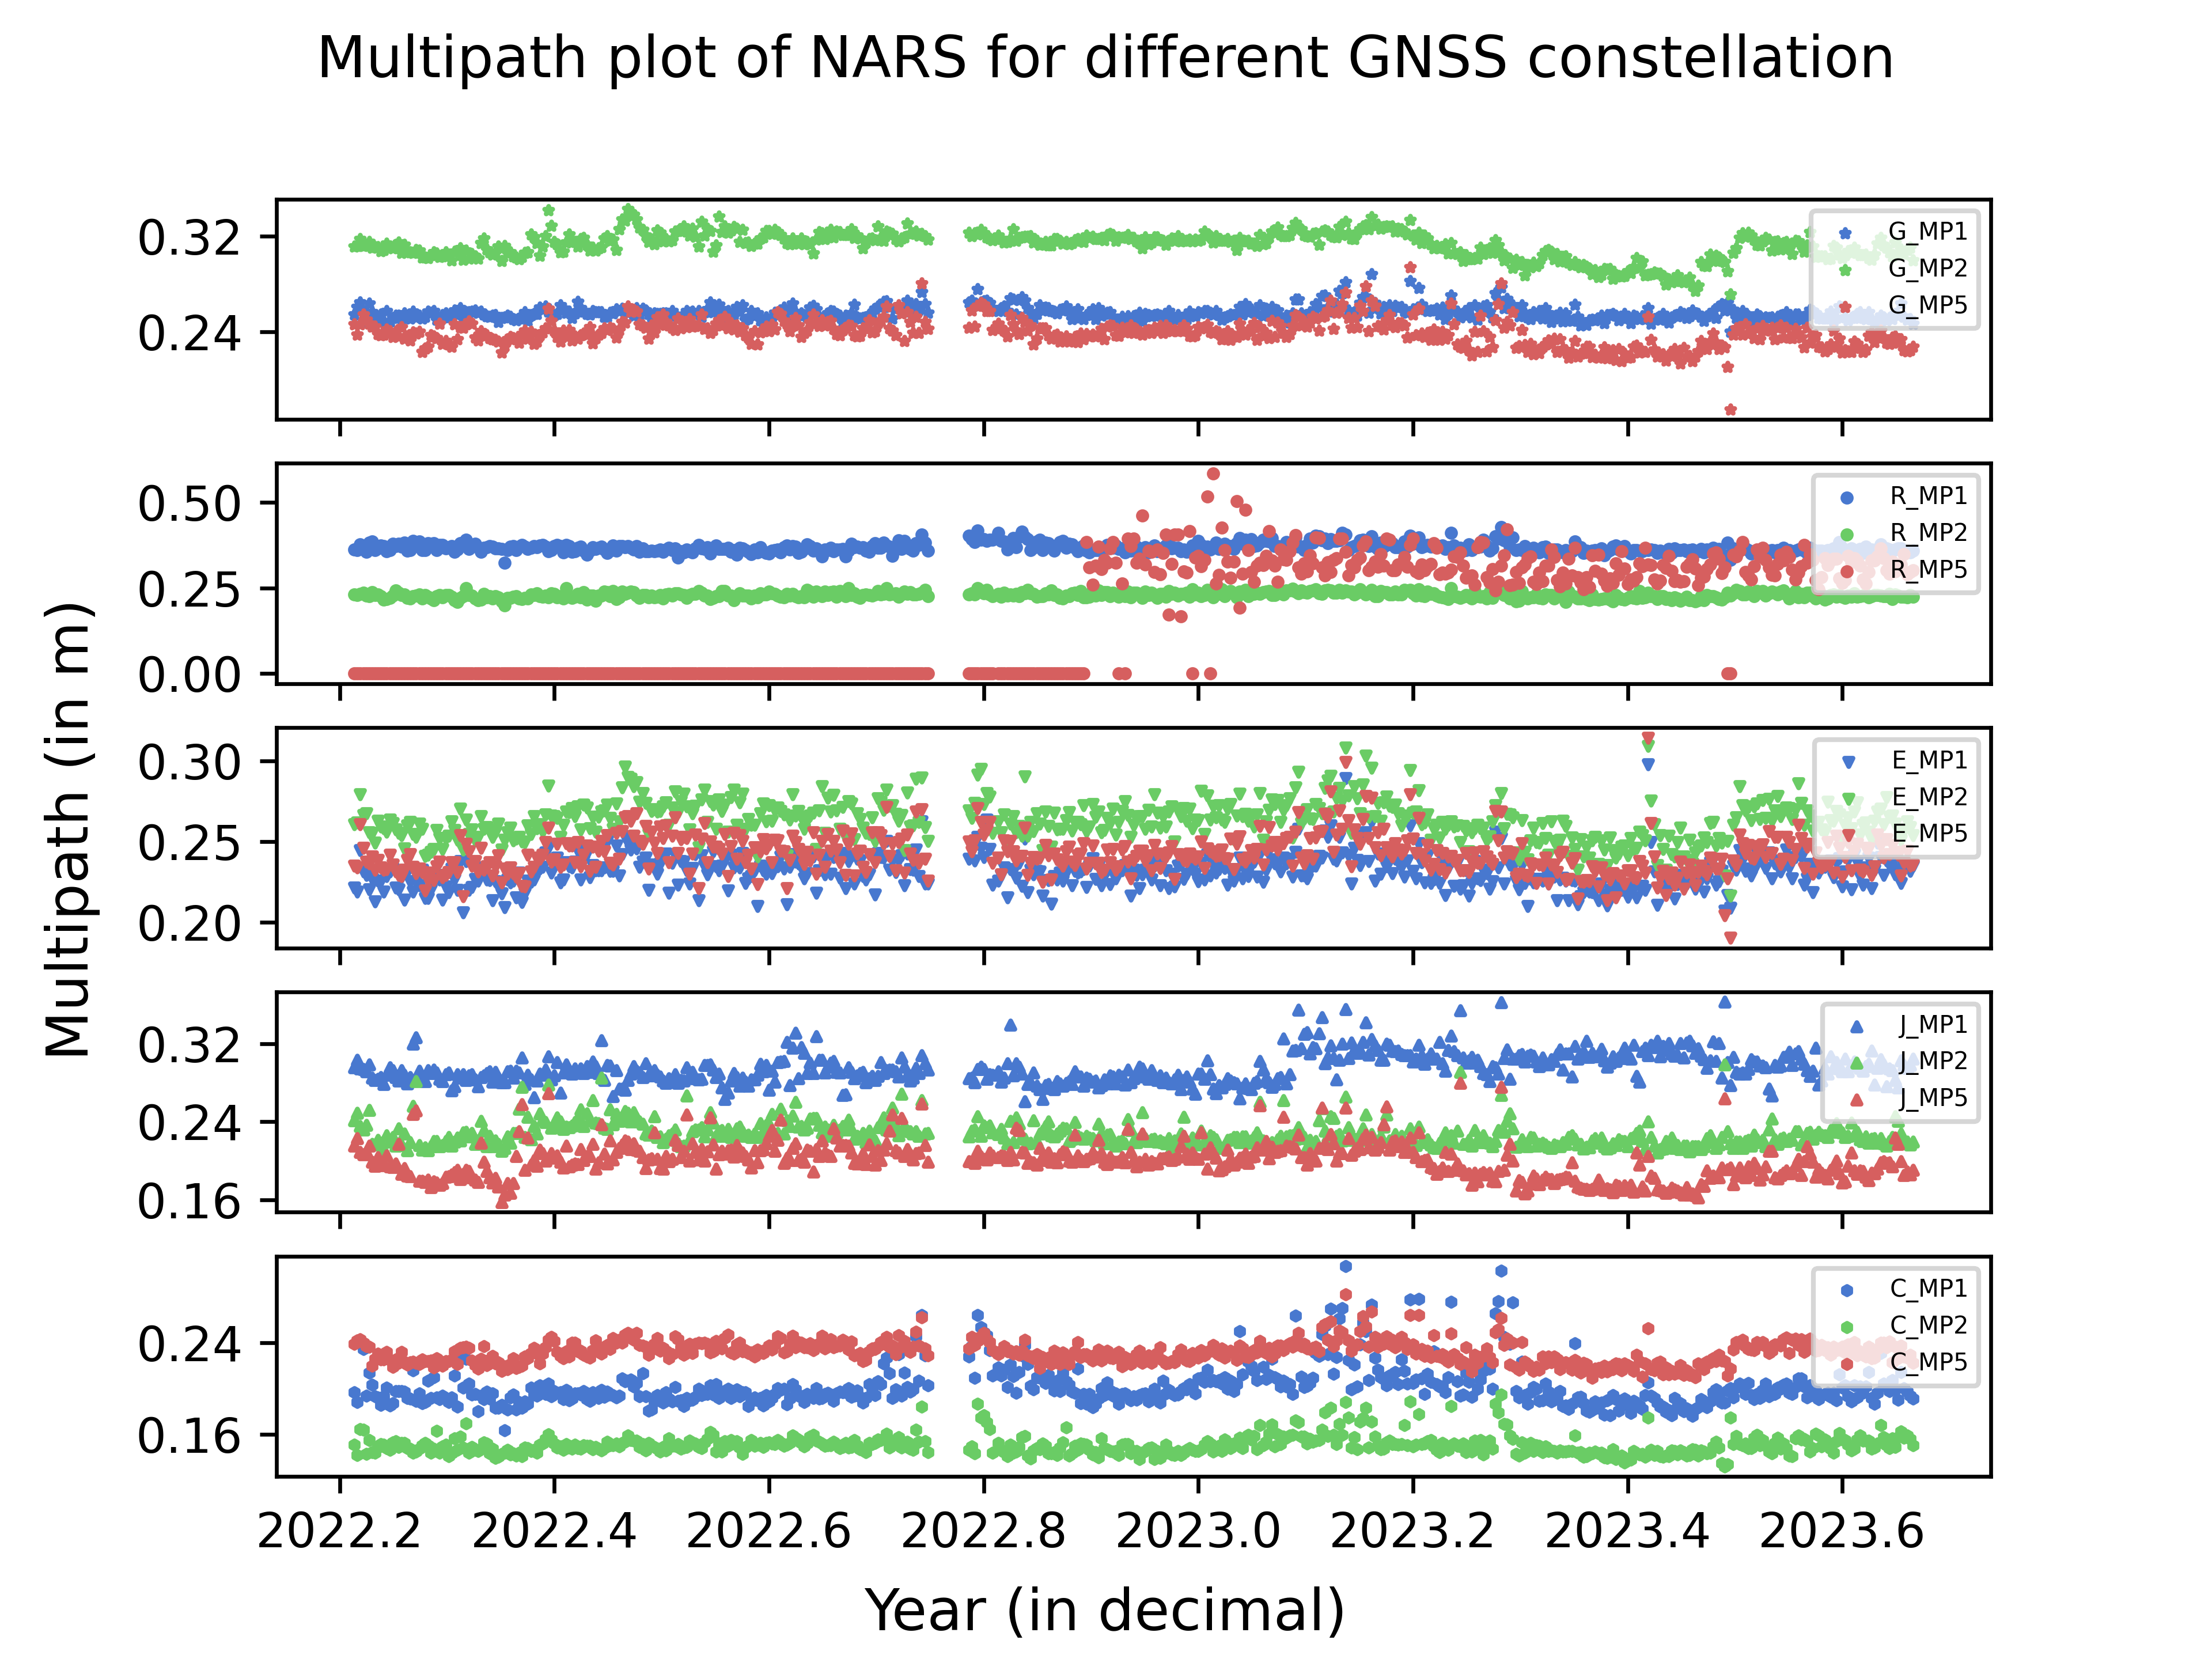 Multipath plot of NARS for different GNSS constellation
Multipath (in m)
0.32
0.24
G_MP1
G_MP2
G_MP5
0.50
0.25
0.00
R_MP1
R_MP2
R_MP5
0.30
0.25
0.20
E_MP1
E_MP2
E_MP5
0.32
0.24
0.16
J_MP1
J_MP2
J_MP5
0.24
0.16
C_MP1
C_MP2
C_MP5
2022.2 2022.4 2022.6 2022.8 2023.0 2023.2 2023.4 2023.6
Year (in decimal)